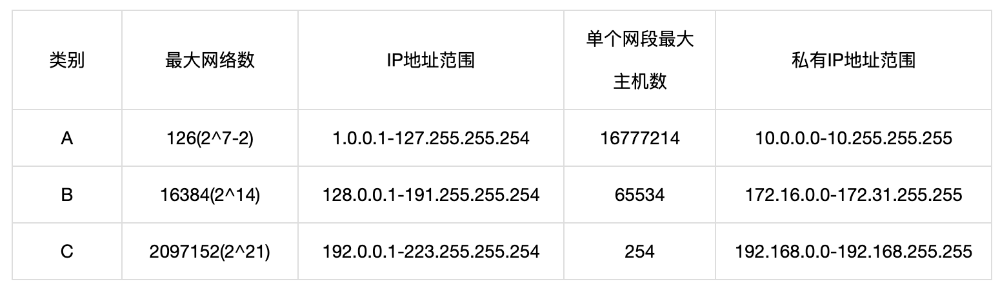 类别
最大网络数
IP地址范围
单个网段最大
主机数
私有IP地址范围
A
126(2^7-2)
1.0.0.1-127.255.255.254
16777214
10.0.0.0-10.255.255.255
B
16384(2^14)
128.0.0.1-191.255.255.254
65534
172.16.0.0-172.31.255.255
C
2097152(2^21)
192.0.0.1-223.255.255.254
254
192.168.0.0-192.168.255.255